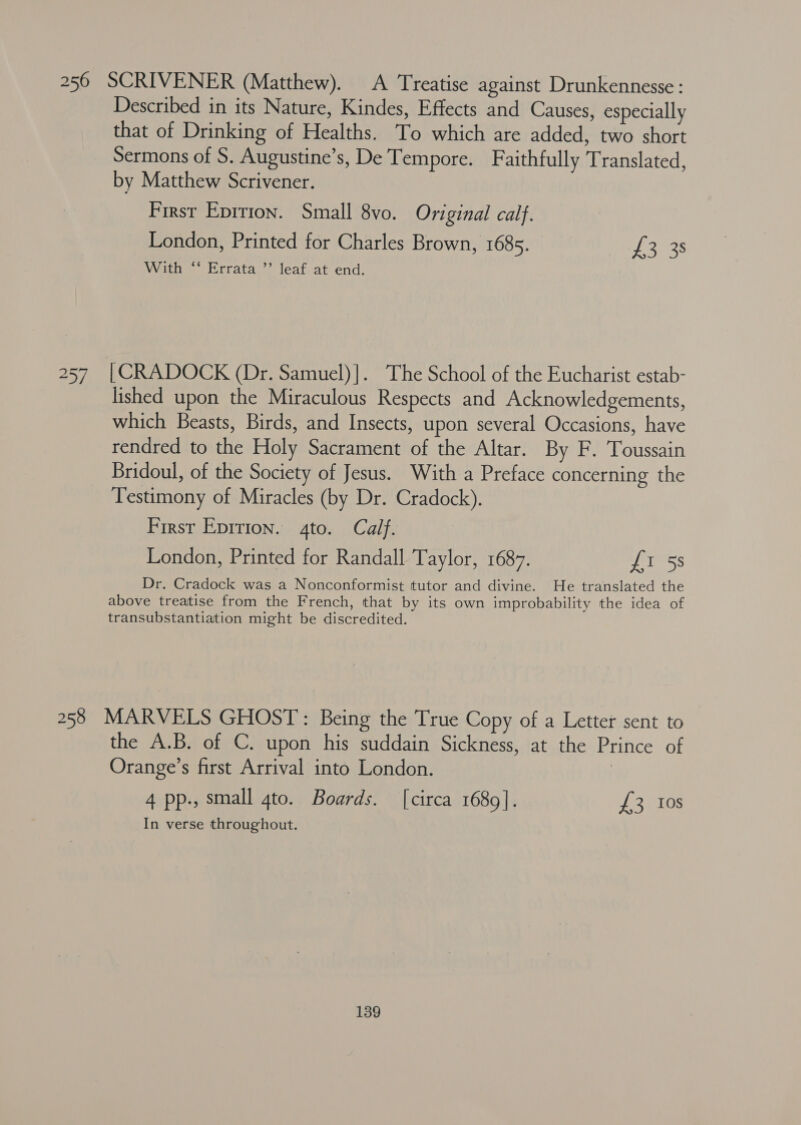 256 SCRIVENER (Matthew). A Treatise against Drunkennesse:
Described in its Nature, Kindes, Effects and Causes, especially
that of Drinking of Healths. To which are added, two short
Sermons of S. Augustine's, De Tempore. Faithfully Translated,
by Matthew Scrivener.
First Edition. Small 8vo. Original calf.
London, Printed for Charles Brown, 1685. £3 3s
With “ Errata ” leaf at end.
257 [CRADOCK (Dr. Samuel)]. The School of the Eucharist estab-
lished upon the Miraculous Respects and Acknowledgements,
which Beasts, Birds, and Insects, upon several Occasions, have
rendred to the Holy Sacrament of the Altar. By F. Toussain
Bridoul, of the Society of Jesus. With a Preface concerning the
Testimony of Miracles (by Dr. Cradock).
First Edition. 4to. Calf.
London, Printed for Randall Taylor, 1687. £1 5s
Dr. Cradock was a Nonconformist tutor and divine. He translated the
above treatise from the French, that by its own improbability the idea of
transubstantiation might be discredited.
258 MARVELS GHOST: Being the True Copy of a Letter sent to
the A.B. of C. upon his suddain Sickness, at the Prince of
Orange's first Arrival into London.
4 pp., small 4to. Boards. [circa 1689]. £3 10s
In verse throughout.
139